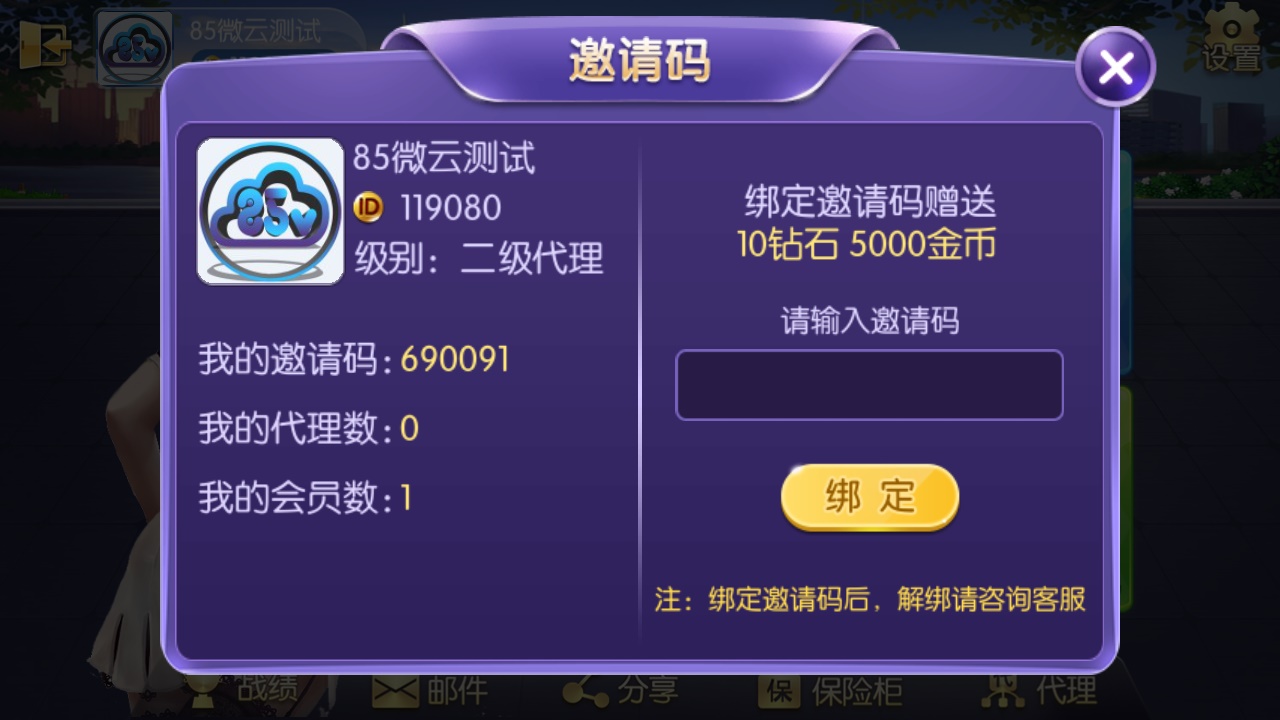 85微云测试
设置
邀请码
85v
85微云测试
ID 119080
级别：二级代理
我的邀请码:690091
我的代理数:0
我的会员数:1
绑定邀请码赠送
10钻石 5000金币
请输入邀请码
绑 定
注：绑定邀请码后，解绑请咨询客服
战绩
邮件
分享
保 保险柜
代理